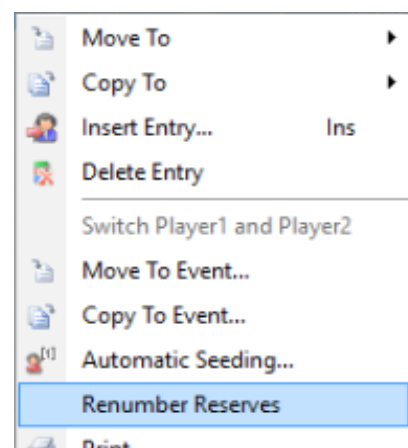 Move To
Copy To
Insert Entry... Ins
Delete Entry
Switch Player1 and Player2
Move To Event...
Copy To Event...
[1] Automatic Seeding...
Renumber Reserves
Print